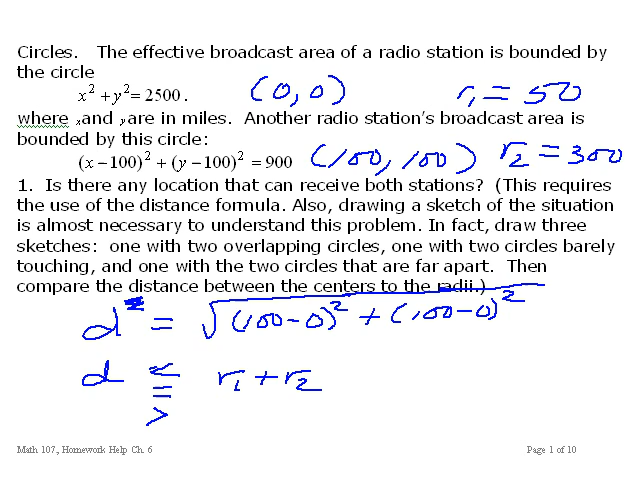 Circles. The effective broadcast area of a radio station is bounded by
the circle
x² + y² = 2500 . (0, 0) r₁ = 50
where x and y are in miles. Another radio station's broadcast area is
bounded by this circle:
(x − 100)² + (y − 100)² = 900 (100, 100) r₂ = 300
1. Is there any location that can receive both stations? (This requires
the use of the distance formula. Also, drawing a sketch of the situation
is almost necessary to understand this problem. In fact, draw three
sketches: one with two overlapping circles, one with two circles barely
touching, and one with the two circles that are far apart. Then
compare the distance between the centers to the radii.)
d = √(100-0)² + (100-0)²
d < r₁ + r₂
=
>
Math 107, Homework Help Ch. 6 Page 1 of 10